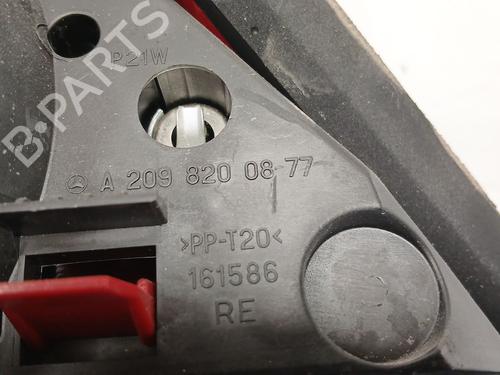 P21W
A 209 820 08 77
>PP-T20<
161586
RE
B-PARTS